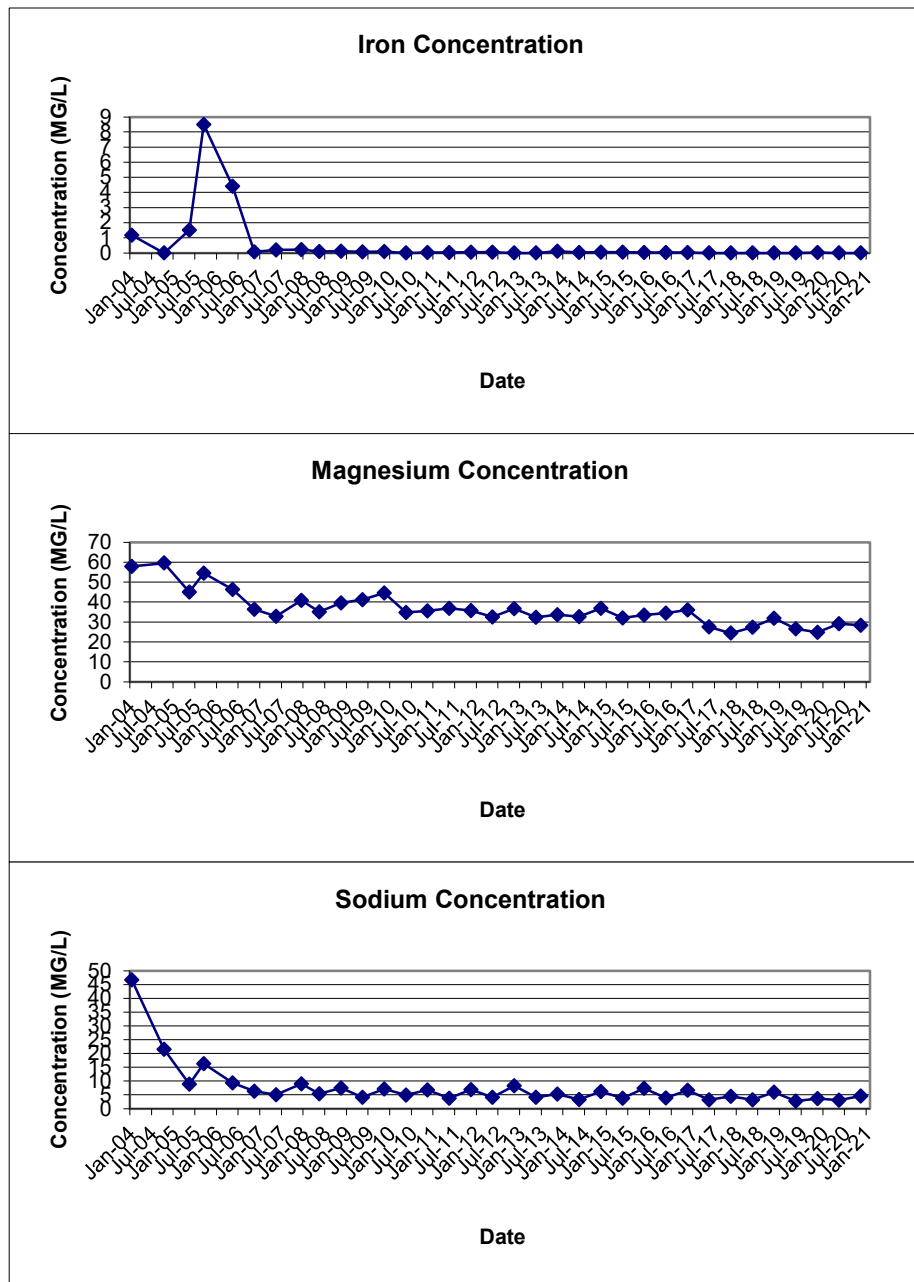 Iron Concentration
Concentration (MG/L)
9
8
7
6
5
4
3
2
1
0
Jan-04
Jul-04
Jan-05
Jul-05
Jan-06
Jul-06
Jan-07
Jul-07
Jan-08
Jul-08
Jan-09
Jul-09
Jan-10
Jul-10
Jan-11
Jul-11
Jan-12
Jul-12
Jan-13
Jul-13
Jan-14
Jul-14
Jan-15
Jul-15
Jan-16
Jul-16
Jan-17
Jul-17
Jan-18
Jul-18
Jan-19
Jul-19
Jan-20
Jul-20
Jan-21
Date
Magnesium Concentration
Concentration (MG/L)
70
60
50
40
30
20
10
0
Jan-04
Jul-04
Jan-05
Jul-05
Jan-06
Jul-06
Jan-07
Jul-07
Jan-08
Jul-08
Jan-09
Jul-09
Jan-10
Jul-10
Jan-11
Jul-11
Jan-12
Jul-12
Jan-13
Jul-13
Jan-14
Jul-14
Jan-15
Jul-15
Jan-16
Jul-16
Jan-17
Jul-17
Jan-18
Jul-18
Jan-19
Jul-19
Jan-20
Jul-20
Jan-21
Date
Sodium Concentration
Concentration (MG/L)
50
45
40
35
30
25
20
15
10
5
0
Jan-04
Jul-04
Jan-05
Jul-05
Jan-06
Jul-06
Jan-07
Jul-07
Jan-08
Jul-08
Jan-09
Jul-09
Jan-10
Jul-10
Jan-11
Jul-11
Jan-12
Jul-12
Jan-13
Jul-13
Jan-14
Jul-14
Jan-15
Jul-15
Jan-16
Jul-16
Jan-17
Jul-17
Jan-18
Jul-18
Jan-19
Jul-19
Jan-20
Jul-20
Jan-21
Date